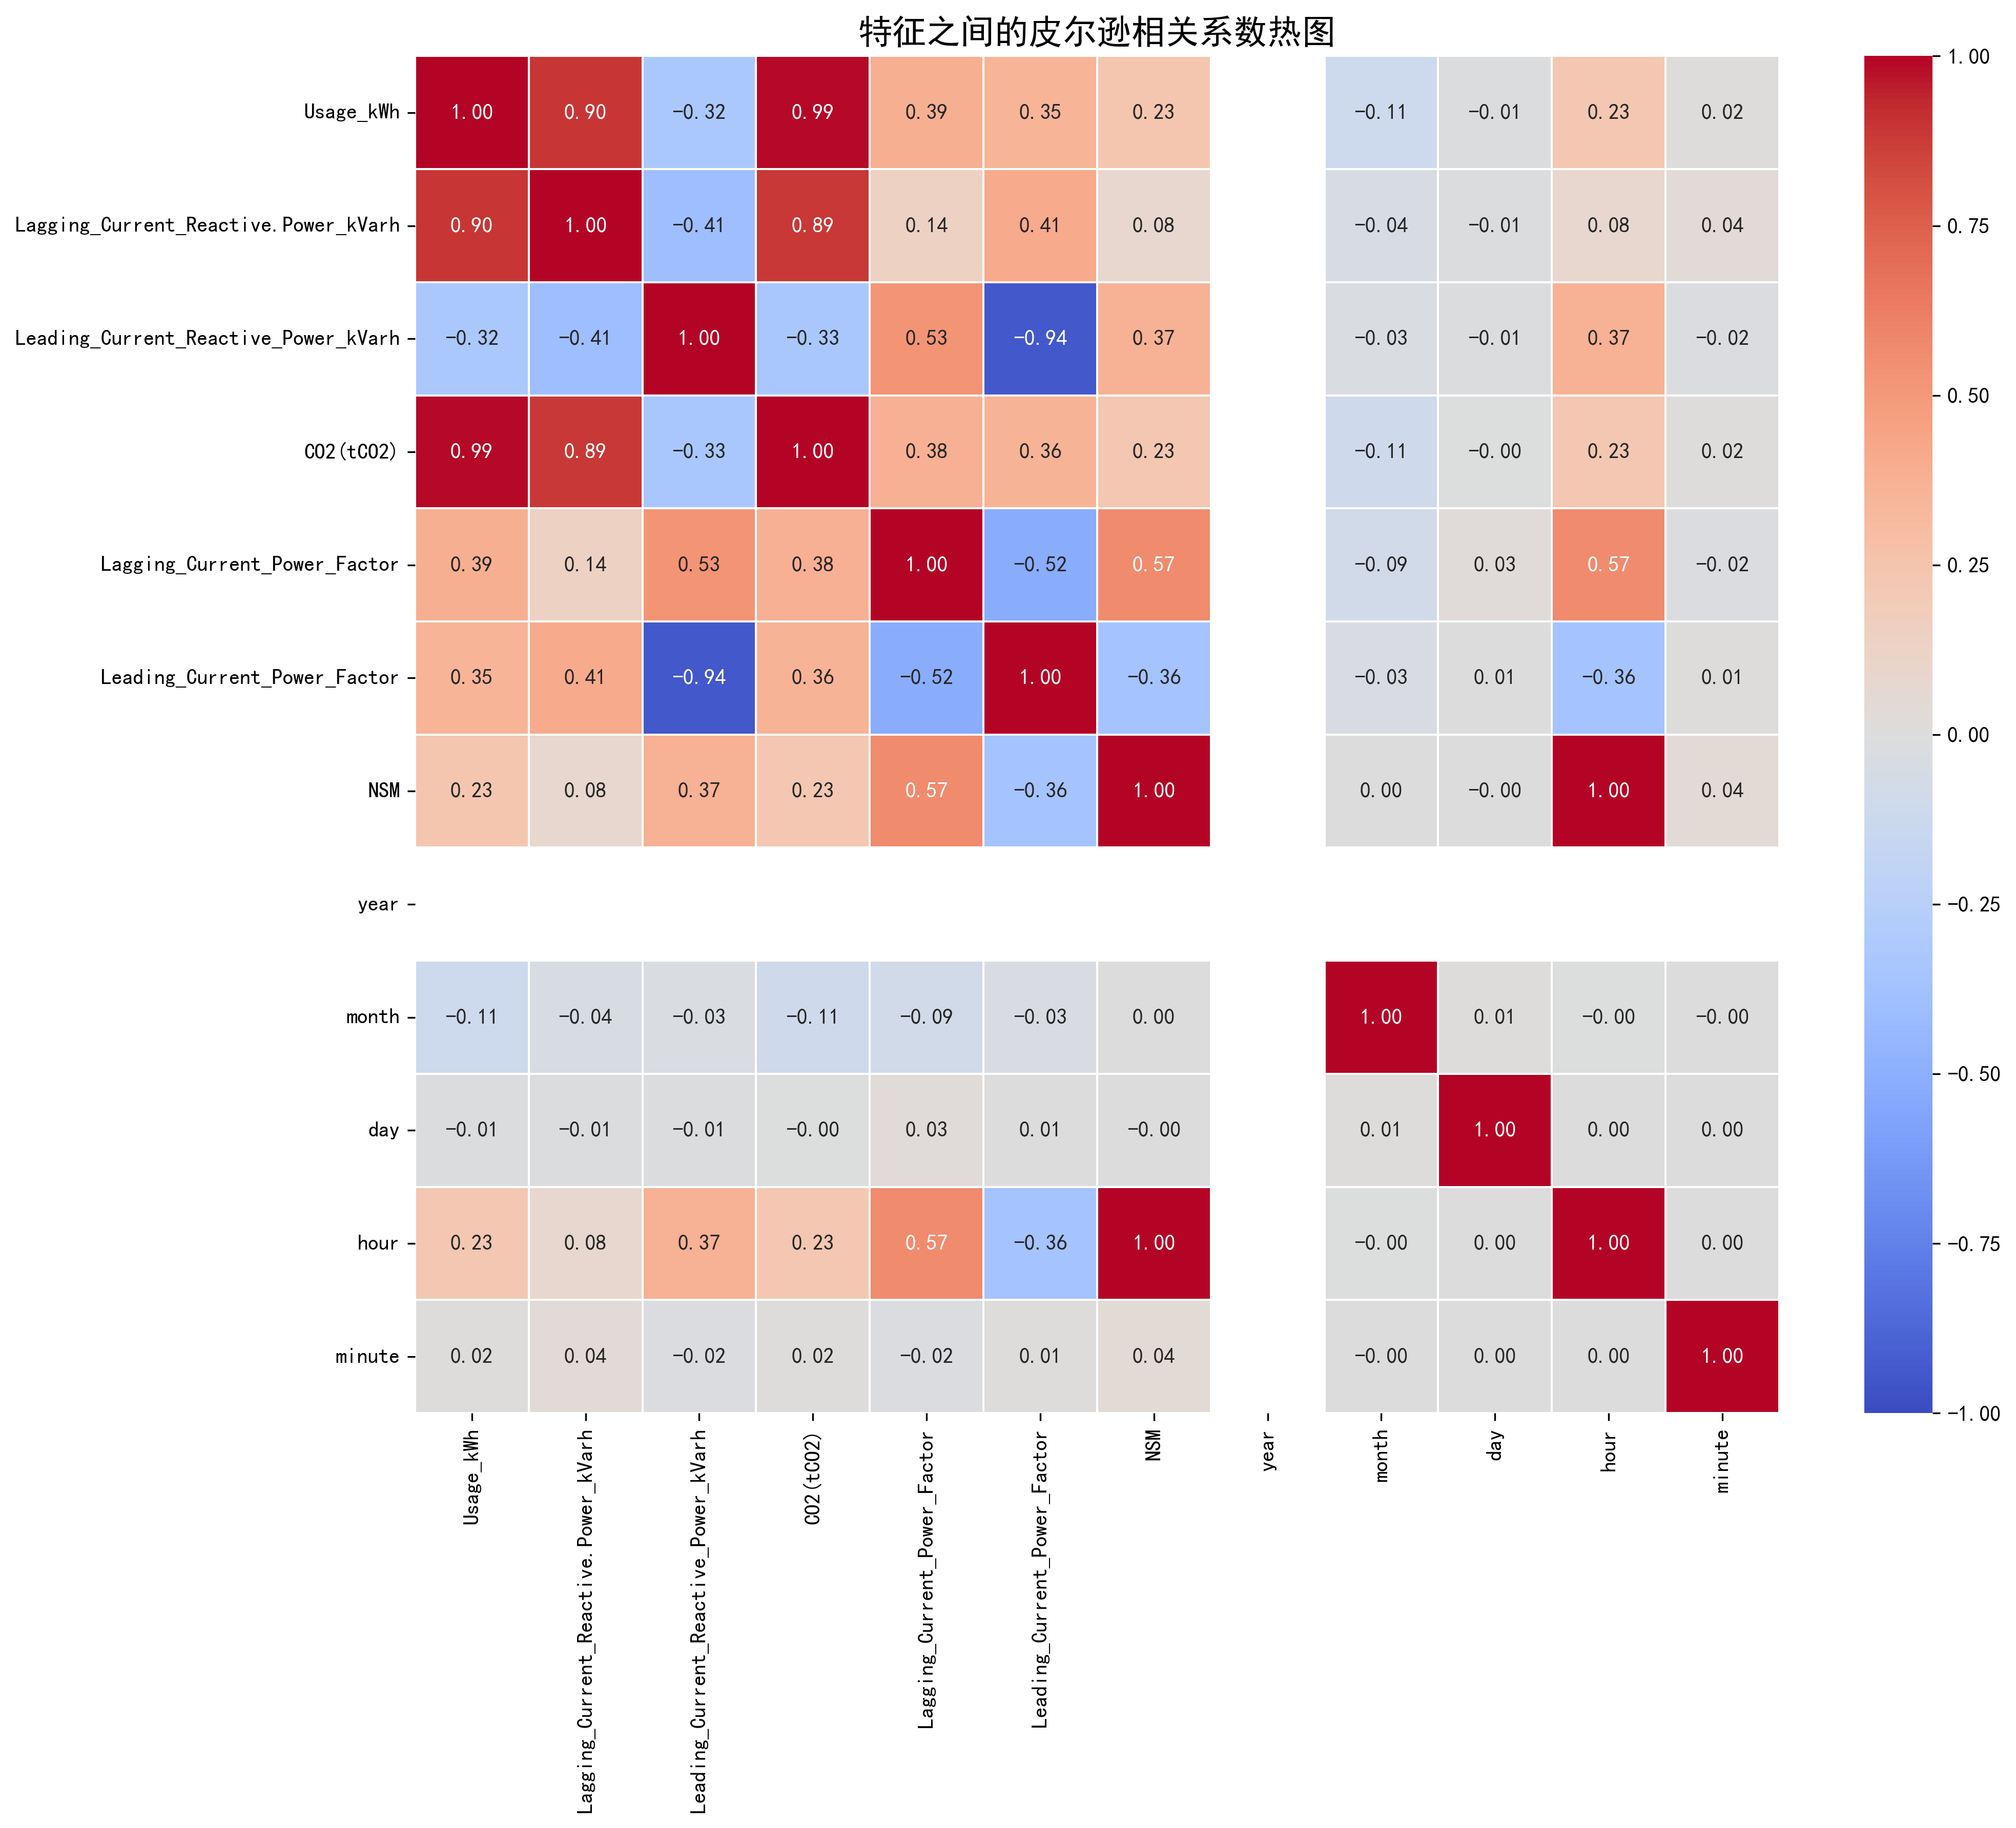 特征之间的皮尔逊相关系数热图
Usage_kWh 1.00 0.90 −0.32 0.99 0.39 0.35 0.23 −0.11 −0.01 0.23 0.02
Lagging_Current_Reactive.Power_kVarh 0.90 1.00 −0.41 0.89 0.14 0.41 0.08 −0.04 −0.01 0.08 0.04
Leading_Current_Reactive_Power_kVarh −0.32 −0.41 1.00 −0.33 0.53 −0.94 0.37 −0.03 −0.01 0.37 −0.02
CO2(tCO2) 0.99 0.89 −0.33 1.00 0.38 0.36 0.23 −0.11 −0.00 0.23 0.02
Lagging_Current_Power_Factor 0.39 0.14 0.53 0.38 1.00 −0.52 0.57 −0.09 0.03 0.57 −0.02
Leading_Current_Power_Factor 0.35 0.41 −0.94 0.36 −0.52 1.00 −0.36 −0.03 0.01 −0.36 0.01
NSM 0.23 0.08 0.37 0.23 0.57 −0.36 1.00 0.00 −0.00 1.00 0.04
year
month −0.11 −0.04 −0.03 −0.11 −0.09 −0.03 0.00 1.00 0.01 −0.00 −0.00
day −0.01 −0.01 −0.01 −0.00 0.03 0.01 −0.00 0.01 1.00 0.00 0.00
hour 0.23 0.08 0.37 0.23 0.57 −0.36 1.00 −0.00 0.00 1.00 0.00
minute 0.02 0.04 −0.02 0.02 −0.02 0.01 0.04 −0.00 0.00 0.00 1.00
Usage_kWh
Lagging_Current_Reactive.Power_kVarh
Leading_Current_Reactive_Power_kVarh
CO2(tCO2)
Lagging_Current_Power_Factor
Leading_Current_Power_Factor
NSM
year
month
day
hour
minute
1.00
0.75
0.50
0.25
0.00
−0.25
−0.50
−0.75
−1.00